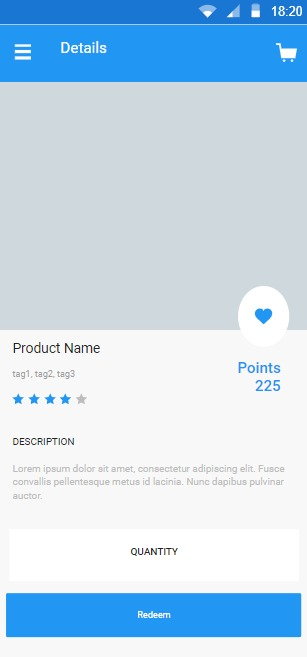 18:20
Details
Product Name
tag1, tag2, tag3
Points
225
DESCRIPTION
Lorem ipsum dolor sit amet, consectetur adipiscing elit. Fusce
convallis pellentesque metus id lacinia. Nunc dapibus pulvinar
auctor.
QUANTITY
Redeem